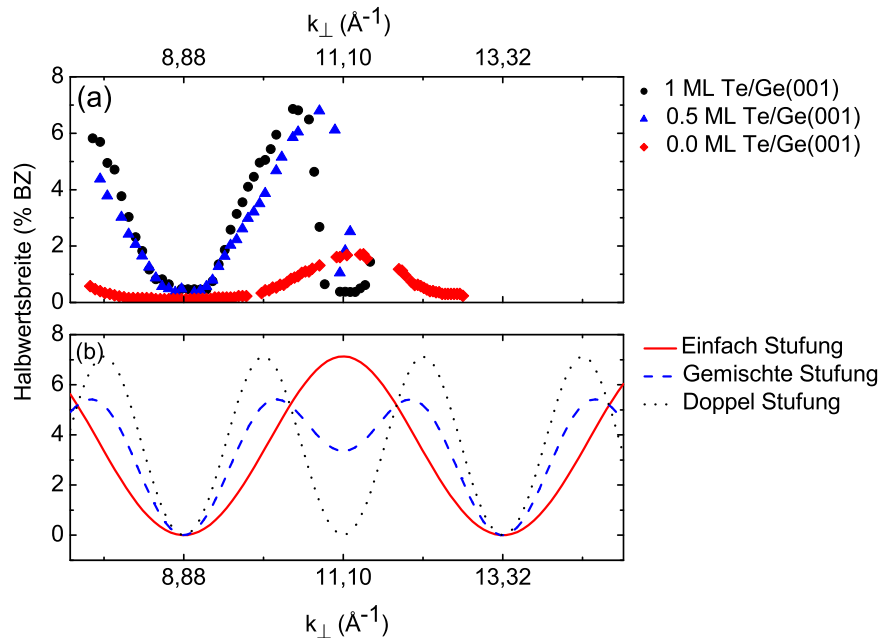 k⊥ (Å-1)
8,88 11,10 13,32
(a)
8
6
4
2
0
1 ML Te/Ge(001)
0.5 ML Te/Ge(001)
0.0 ML Te/Ge(001)
Halbwertsbreite (% BZ)
(b)
8
6
4
2
0
Einfach Stufung
Gemischte Stufung
Doppel Stufung
8,88 11,10 13,32
k⊥ (Å-1)